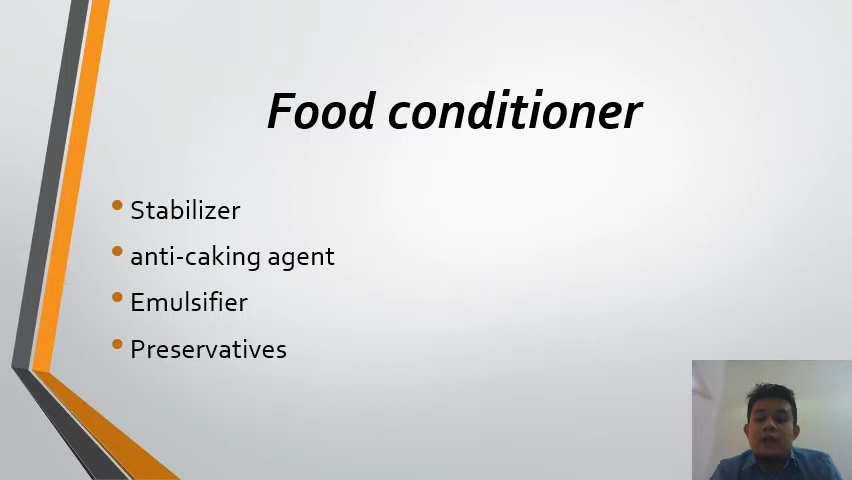 Food conditioner
• Stabilizer
• anti-caking agent
• Emulsifier
• Preservatives